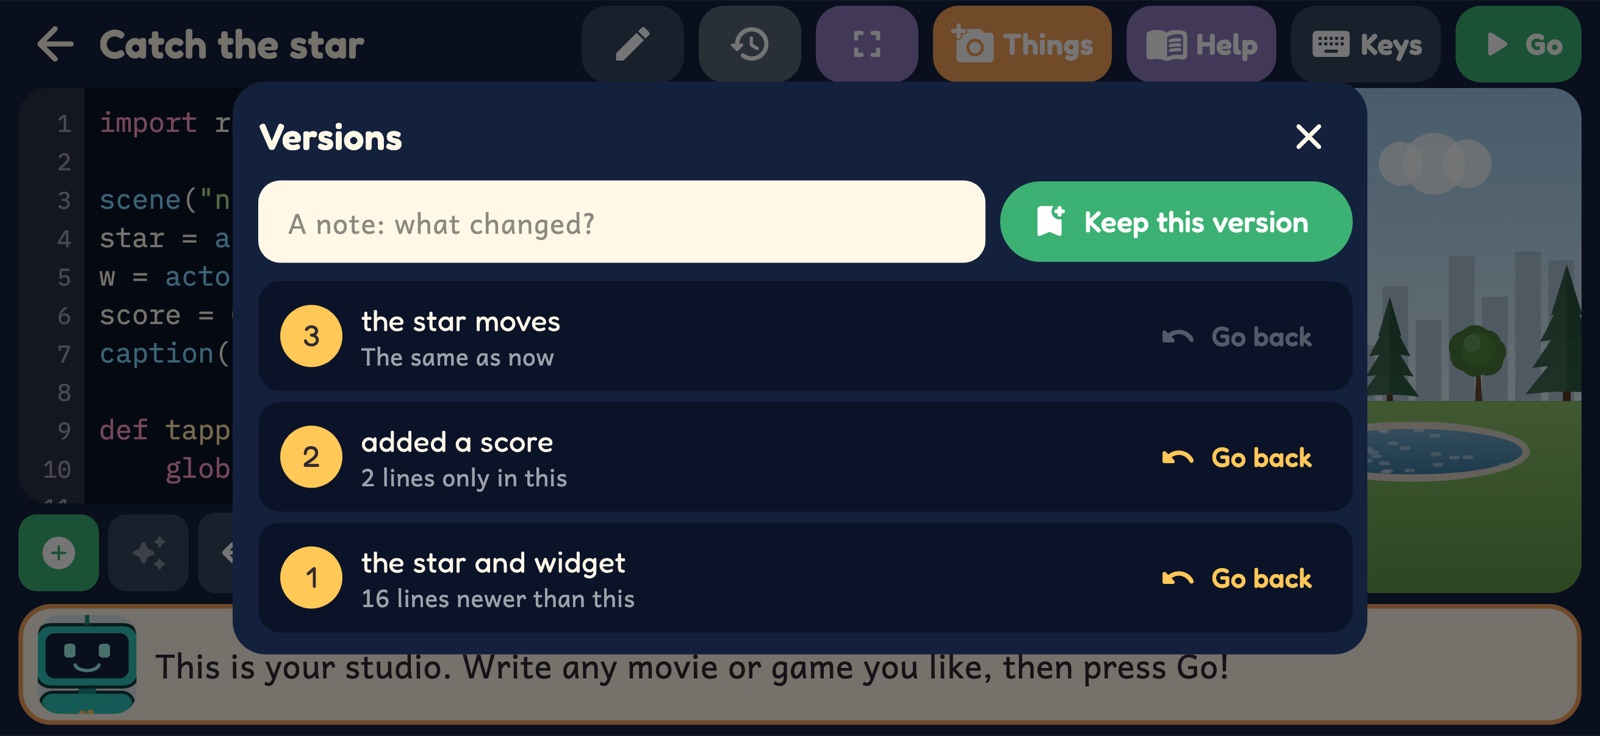 Catch the star
Things
Help
Keys
Go
1 import r
2
3 scene("n
4 star = a
5 w = acto
6 score =
7 caption(
8
9 def tapp
10 glob
Versions
A note: what changed?
Keep this version
3
the star moves
The same as now
Go back
2
added a score
2 lines only in this
Go back
1
the star and widget
16 lines newer than this
Go back
This is your studio. Write any movie or game you like, then press Go!